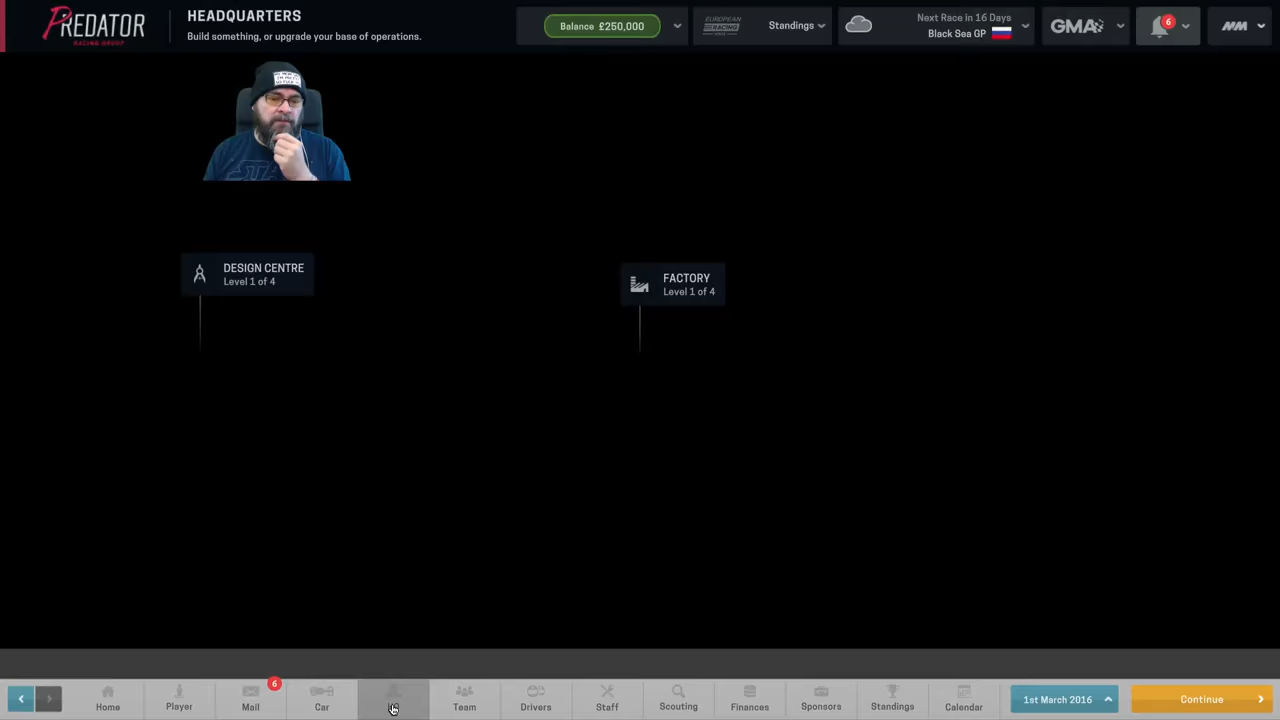 PREDATOR
RACING GROUP
HEADQUARTERS
Build something, or upgrade your base of operations.
Balance £250,000
EUROPEAN
RACING
Standings
Next Race in 16 Days
Black Sea GP
GMA
6
DESIGN CENTRE
Level 1 of 4
FACTORY
Level 1 of 4
6
Home
Player
Mail
Car
Team
Drivers
Staff
Scouting
Finances
Sponsors
Standings
Calendar
1st March 2016
Continue